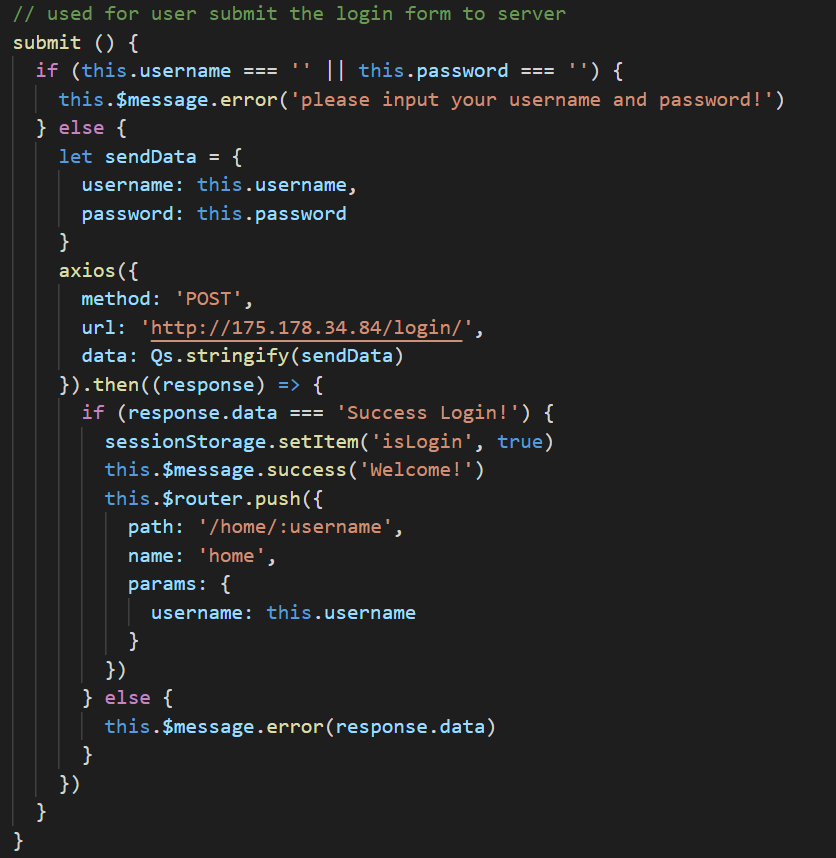 // used for user submit the login form to server
submit () {
  if (this.username === '' || this.password === '') {
    this.$message.error('please input your username and password!')
  } else {
    let sendData = {
      username: this.username,
      password: this.password
    }
    axios({
      method: 'POST',
      url: 'http://175.178.34.84/login/',
      data: Qs.stringify(sendData)
    }).then((response) => {
      if (response.data === 'Success Login!') {
        sessionStorage.setItem('isLogin', true)
        this.$message.success('Welcome!')
        this.$router.push({
          path: '/home/:username',
          name: 'home',
          params: {
            username: this.username
          }
        })
      } else {
        this.$message.error(response.data)
      }
    })
  }
}